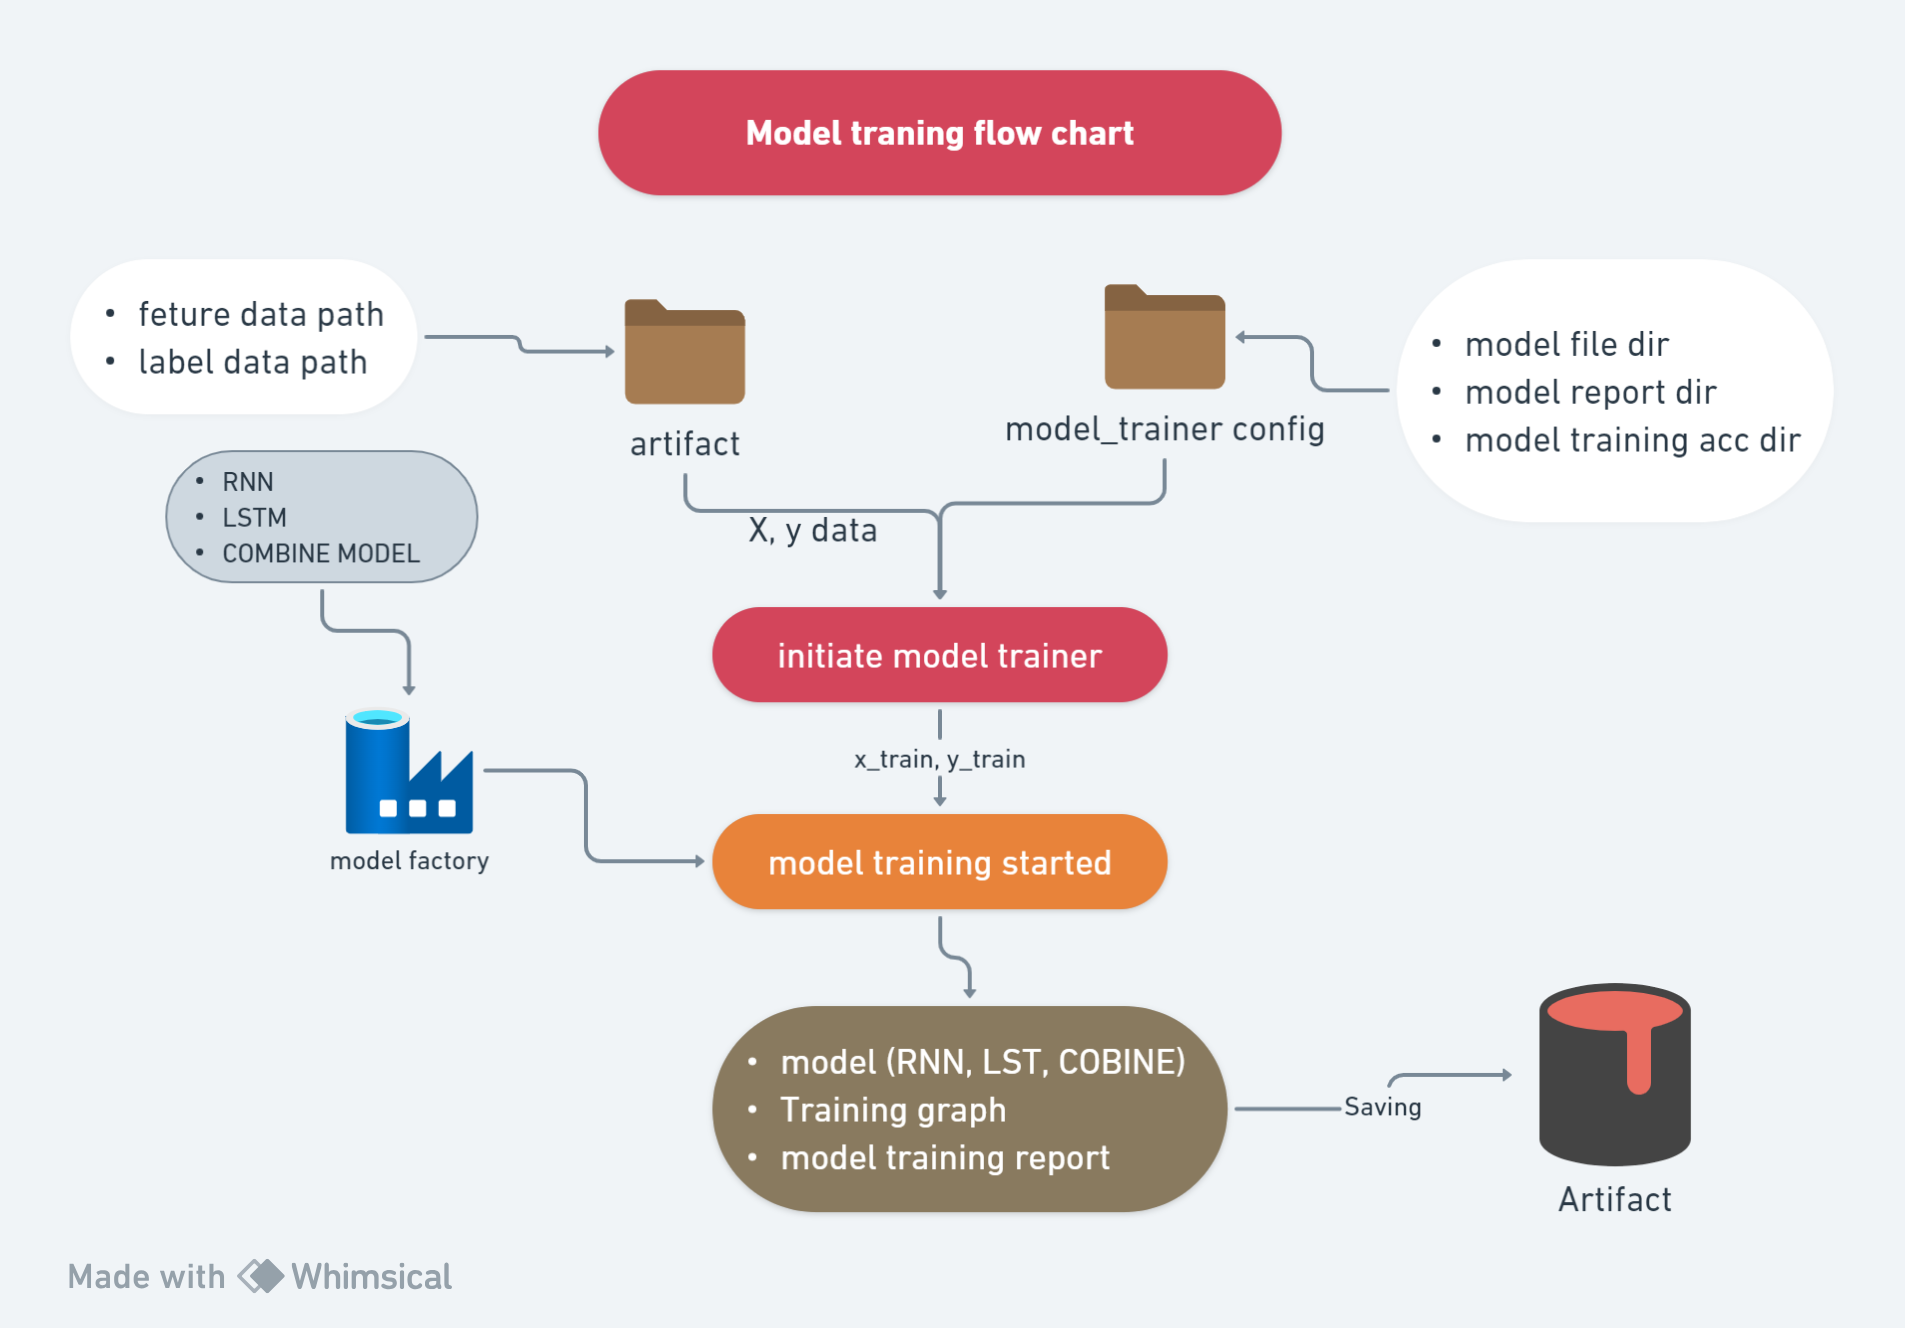 Model traning flow chart
• feture data path
• label data path
artifact
model_trainer config
• model file dir
• model report dir
• model training acc dir
• RNN
• LSTM
• COMBINE MODEL
X, y data
initiate model trainer
x_train, y_train
model factory
model training started
• model (RNN, LST, COBINE)
• Training graph
• model training report
Saving
Artifact
Made with Whimsical